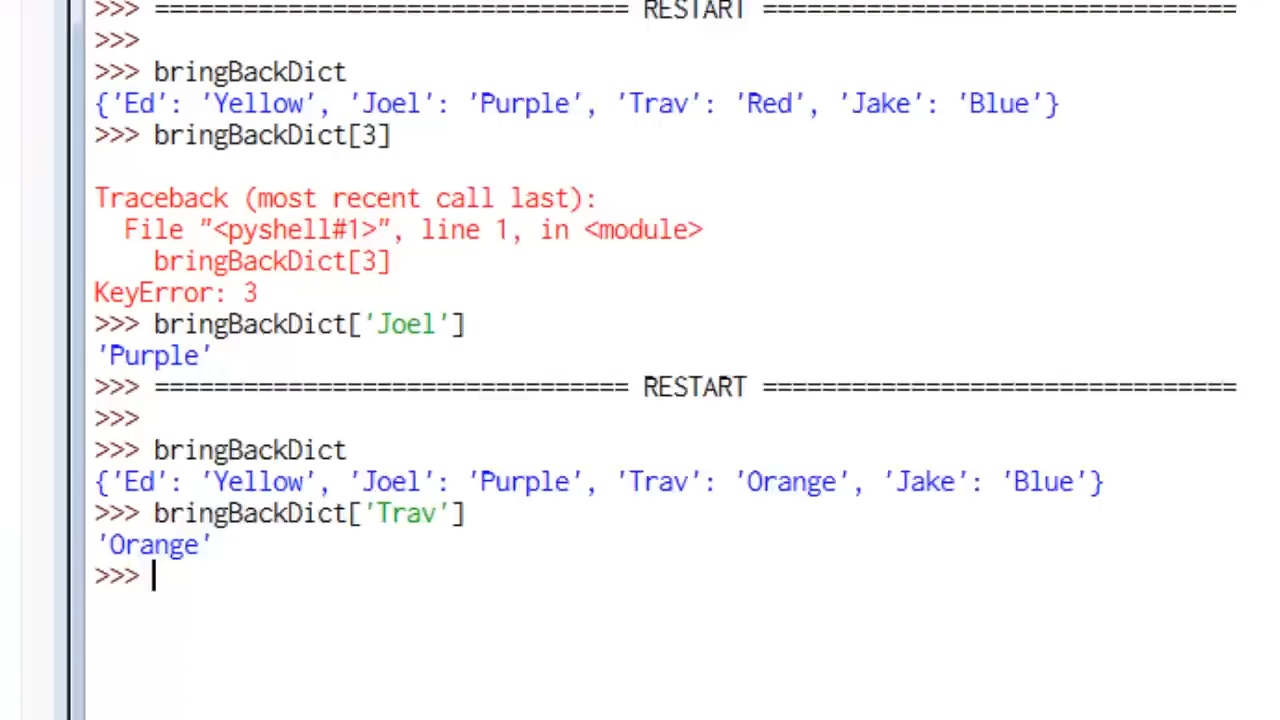 >>> ================================ RESTART ================================
>>>
>>> bringBackDict
{'Ed': 'Yellow', 'Joel': 'Purple', 'Trav': 'Red', 'Jake': 'Blue'}
>>> bringBackDict[3]
Traceback (most recent call last):
  File "<pyshell#1>", line 1, in <module>
    bringBackDict[3]
KeyError: 3
>>> bringBackDict['Joel']
'Purple'
>>> ================================ RESTART ================================
>>>
>>> bringBackDict
{'Ed': 'Yellow', 'Joel': 'Purple', 'Trav': 'Orange', 'Jake': 'Blue'}
>>> bringBackDict['Trav']
'Orange'
>>>